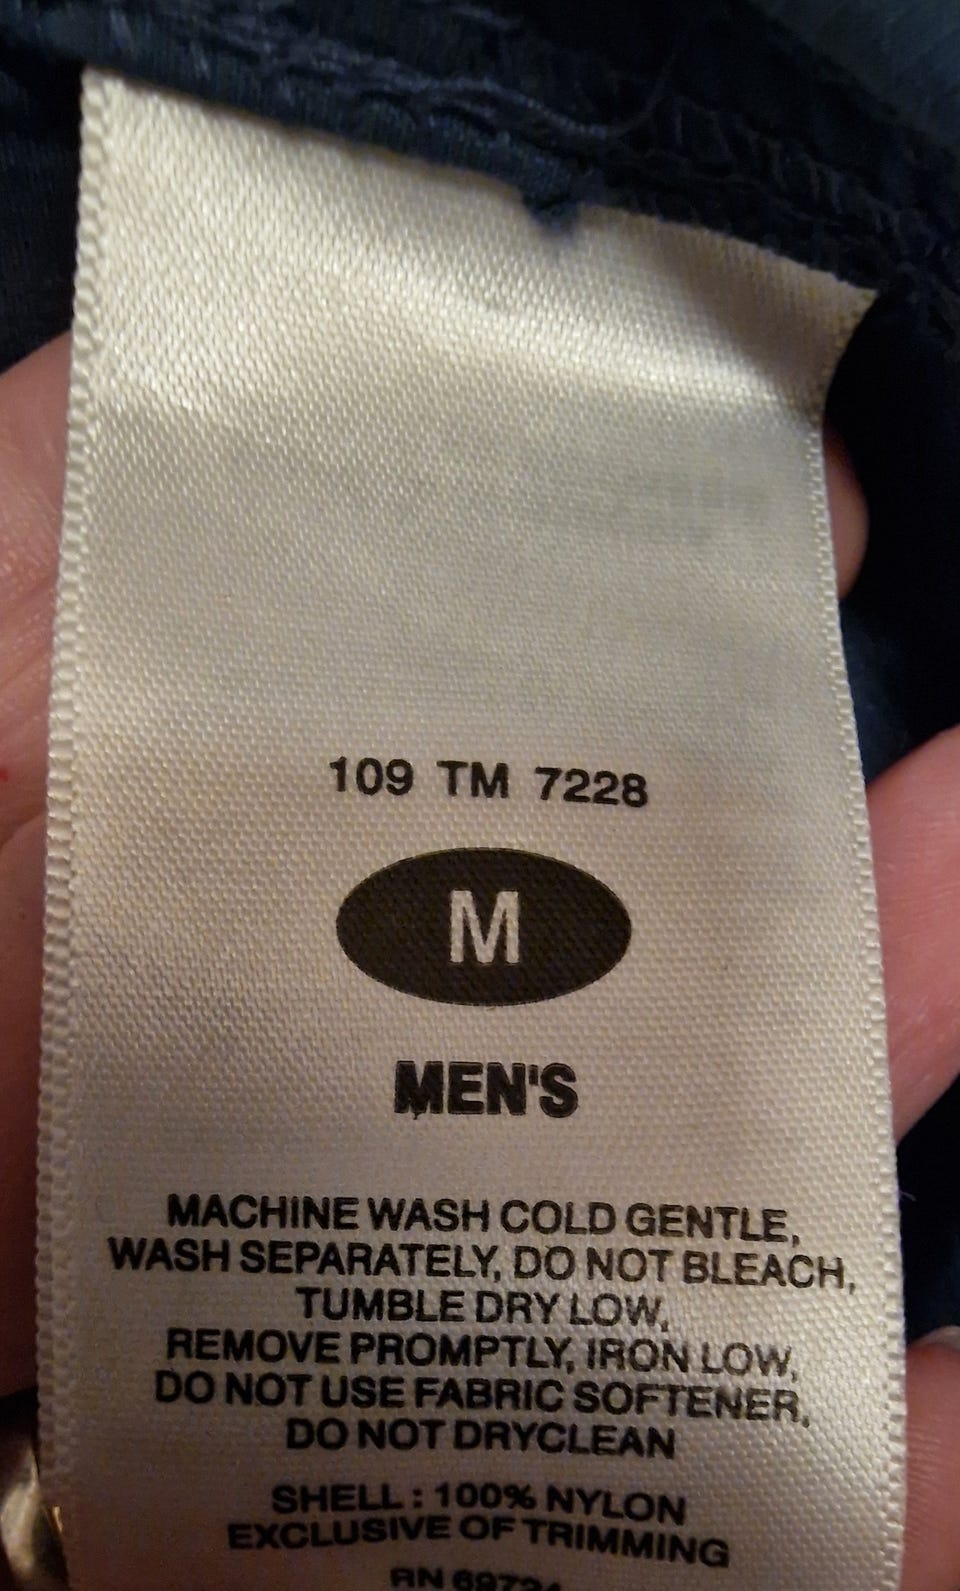 109 TM 7228
M
MEN'S
MACHINE WASH COLD GENTLE,
WASH SEPARATELY, DO NOT BLEACH,
TUMBLE DRY LOW,
REMOVE PROMPTLY, IRON LOW,
DO NOT USE FABRIC SOFTENER,
DO NOT DRYCLEAN
SHELL : 100% NYLON
EXCLUSIVE OF TRIMMING
RN